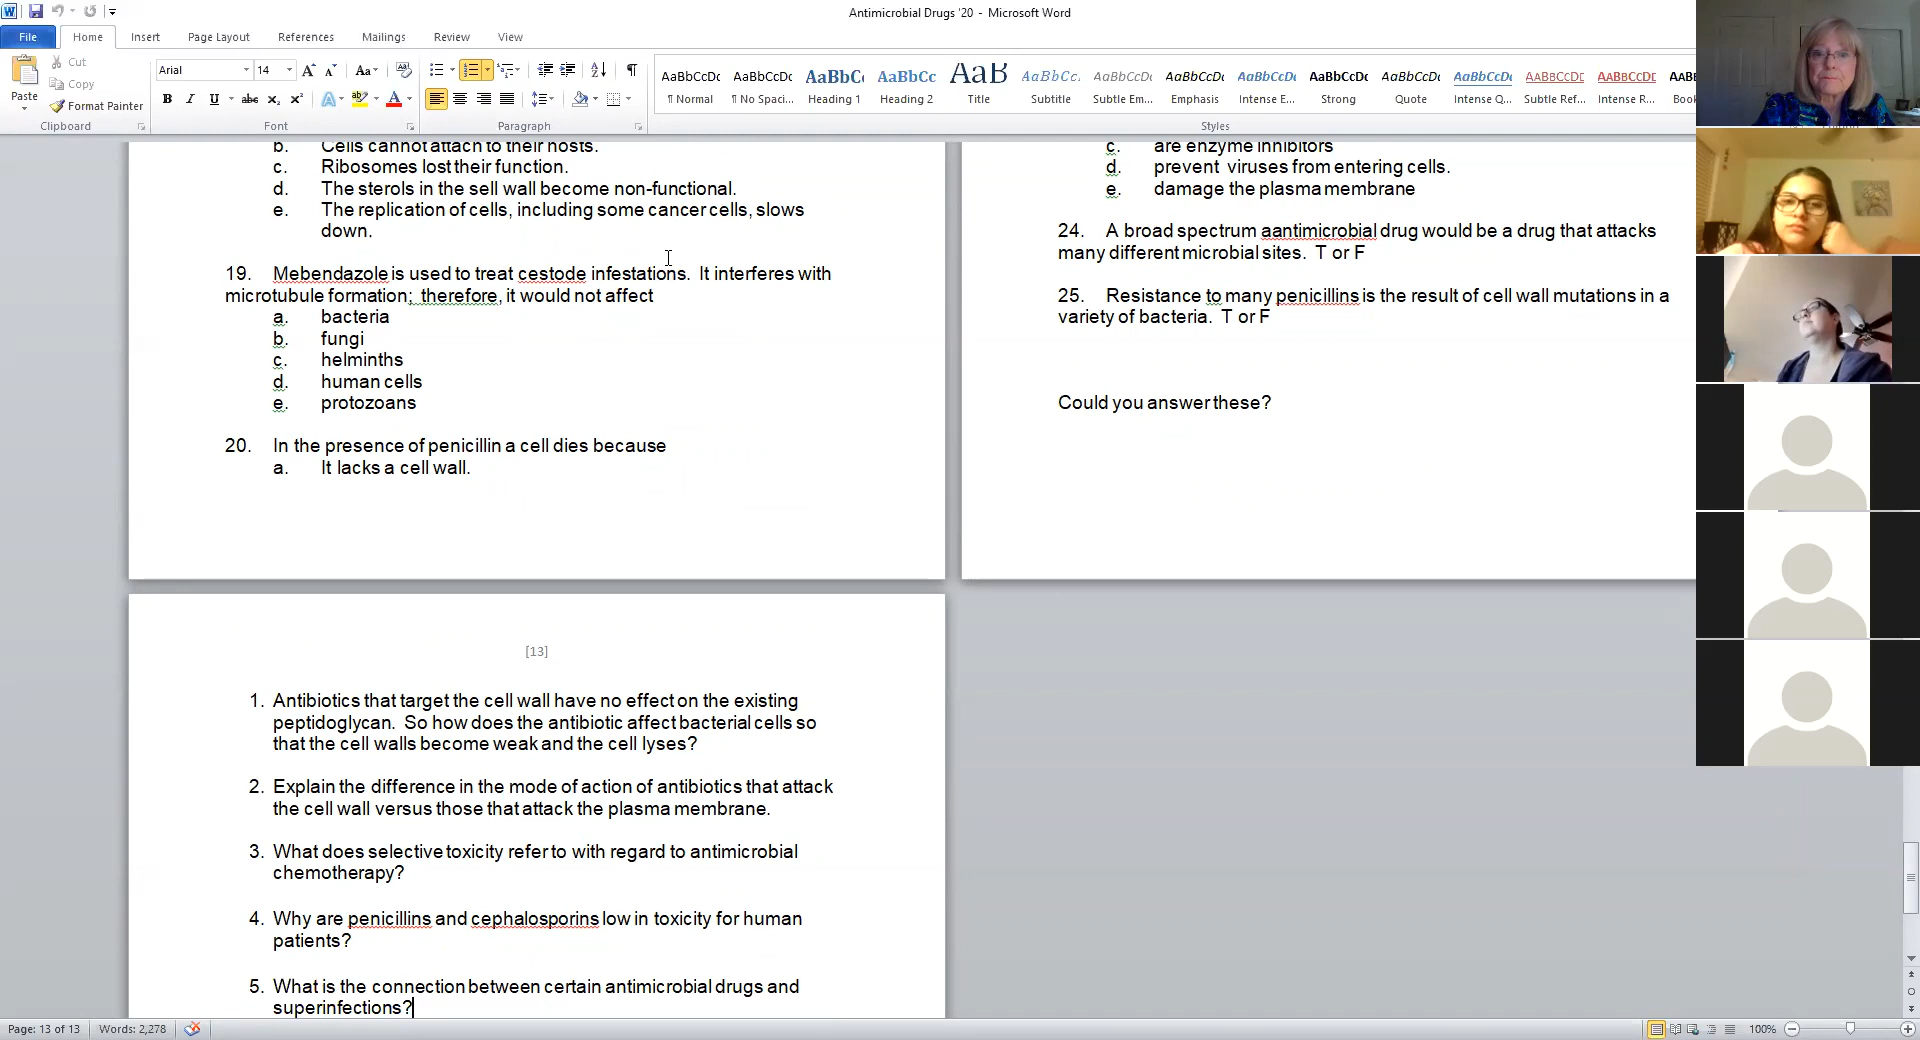 Antimicrobial Drugs '20 - Microsoft Word
File Home Insert Page Layout References Mailings Review View
Paste
Cut
Copy
Format Painter
Clipboard
Arial 14
Font
Paragraph
AaBbCcDc AaBbCcDc AaBbCc AaBbCc AaB AaBbCc. AaBbCcDc AaBbCcDc AaBbCcDc AaBbCcDc AaBbCcDc AaBbCcDc AABBCCDD AABBCCDD AAB
¶ Normal ¶ No Spaci... Heading 1 Heading 2 Title Subtitle Subtle Em... Emphasis Intense E... Strong Quote Intense Q... Subtle Ref... Intense R... Book
Styles
b. Cells cannot attach to their hosts.
c. Ribosomes lost their function.
d. The sterols in the sell wall become non-functional.
e. The replication of cells, including some cancer cells, slows
down.
19. Mebendazole is used to treat cestode infestations. It interferes with
microtubule formation; therefore, it would not affect
a. bacteria
b. fungi
c. helminths
d. human cells
e. protozoans
20. In the presence of penicillin a cell dies because
a. It lacks a cell wall.
c. are enzyme inhibitors
d. prevent viruses from entering cells.
e. damage the plasma membrane
24. A broad spectrum aantimicrobial drug would be a drug that attacks
many different microbial sites. T or F
25. Resistance to many penicillins is the result of cell wall mutations in a
variety of bacteria. T or F
Could you answer these?
[13]
1. Antibiotics that target the cell wall have no effect on the existing
peptidoglycan. So how does the antibiotic affect bacterial cells so
that the cell walls become weak and the cell lyses?
2. Explain the difference in the mode of action of antibiotics that attack
the cell wall versus those that attack the plasma membrane.
3. What does selective toxicity refer to with regard to antimicrobial
chemotherapy?
4. Why are penicillins and cephalosporins low in toxicity for human
patients?
5. What is the connection between certain antimicrobial drugs and
superinfections?
Page: 13 of 13 Words: 2,278 100%